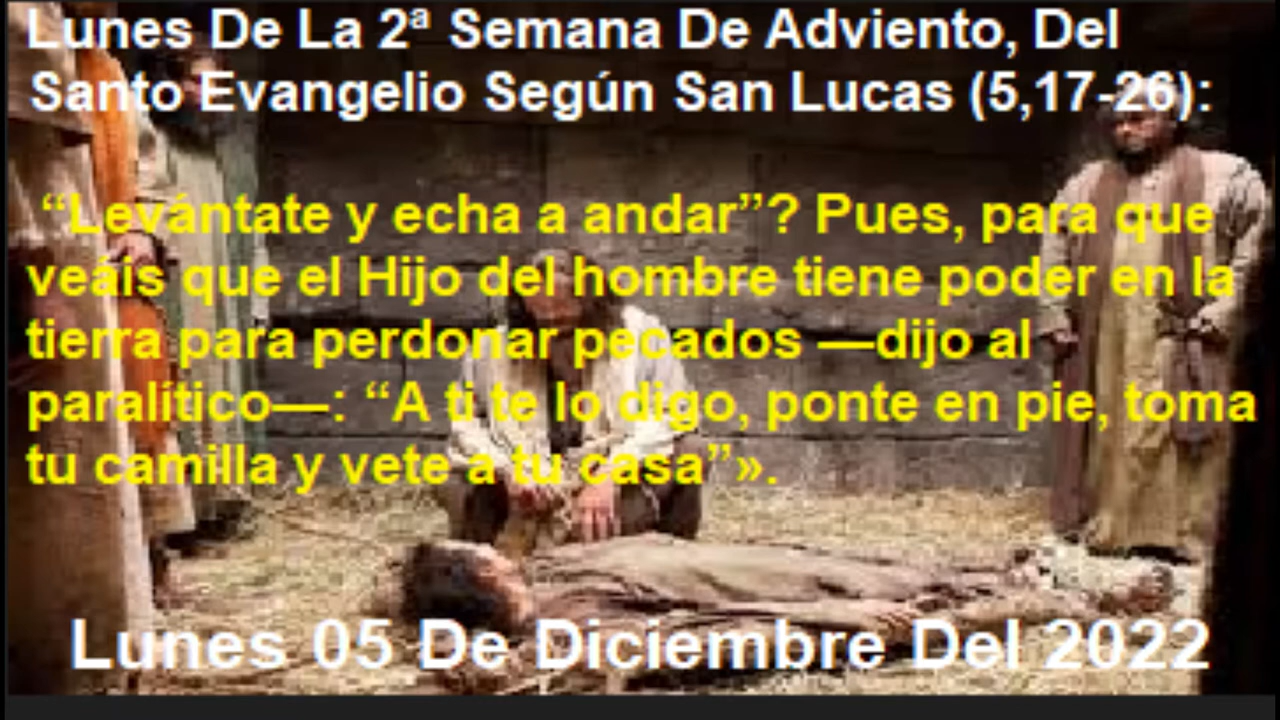 Lunes De La 2ª Semana De Adviento, Del
Santo Evangelio Según San Lucas (5,17-26):
“Levántate y echa a andar”? Pues, para que
veáis que el Hijo del hombre tiene poder en la
tierra para perdonar pecados —dijo al
paralítico—: “A ti te lo digo, ponte en pie, toma
tu camilla y vete a tu casa”».
Lunes 05 De Diciembre Del 2022